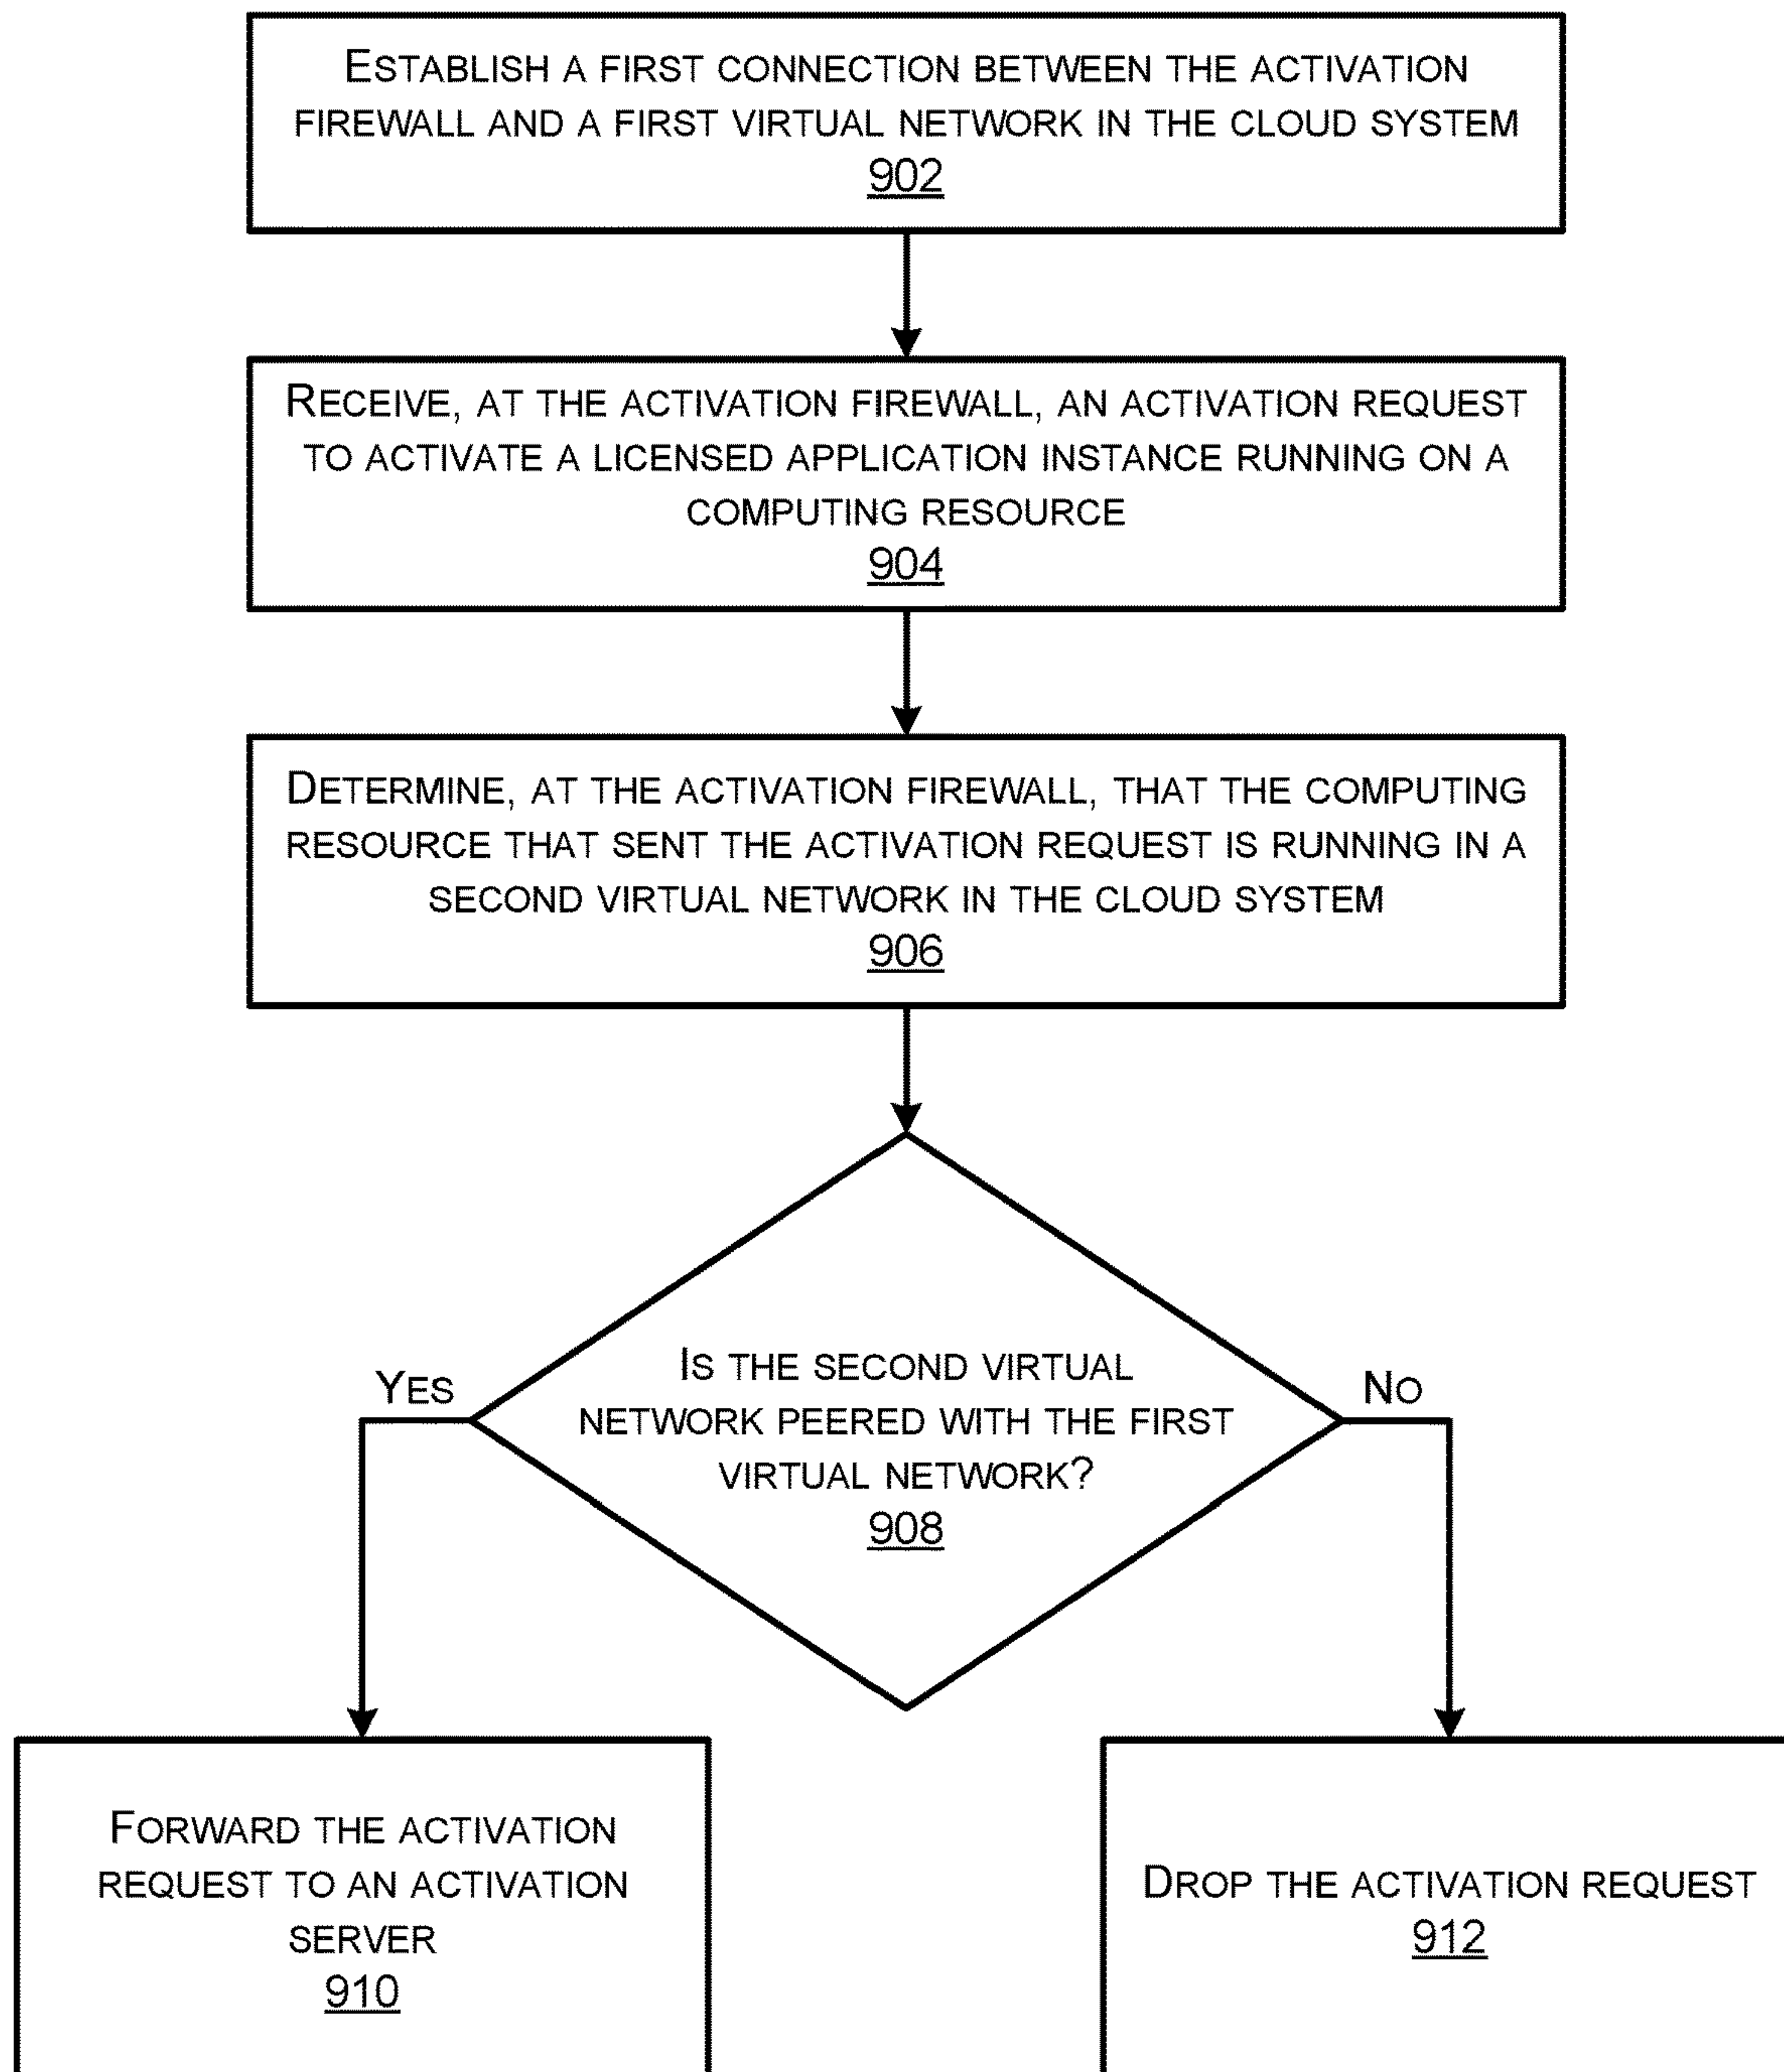 ESTABLISH A FIRST CONNECTION BETWEEN THE ACTIVATION
FIREWALL AND A FIRST VIRTUAL NETWORK IN THE CLOUD SYSTEM
902
RECEIVE, AT THE ACTIVATION FIREWALL, AN ACTIVATION REQUEST
TO ACTIVATE A LICENSED APPLICATION INSTANCE RUNNING ON A
COMPUTING RESOURCE
904
DETERMINE, AT THE ACTIVATION FIREWALL, THAT THE COMPUTING
RESOURCE THAT SENT THE ACTIVATION REQUEST IS RUNNING IN A
SECOND VIRTUAL NETWORK IN THE CLOUD SYSTEM
906
IS THE SECOND VIRTUAL
NETWORK PEERED WITH THE FIRST
VIRTUAL NETWORK?
908
YES
NO
FORWARD THE ACTIVATION
REQUEST TO AN ACTIVATION
SERVER
910
DROP THE ACTIVATION REQUEST
912